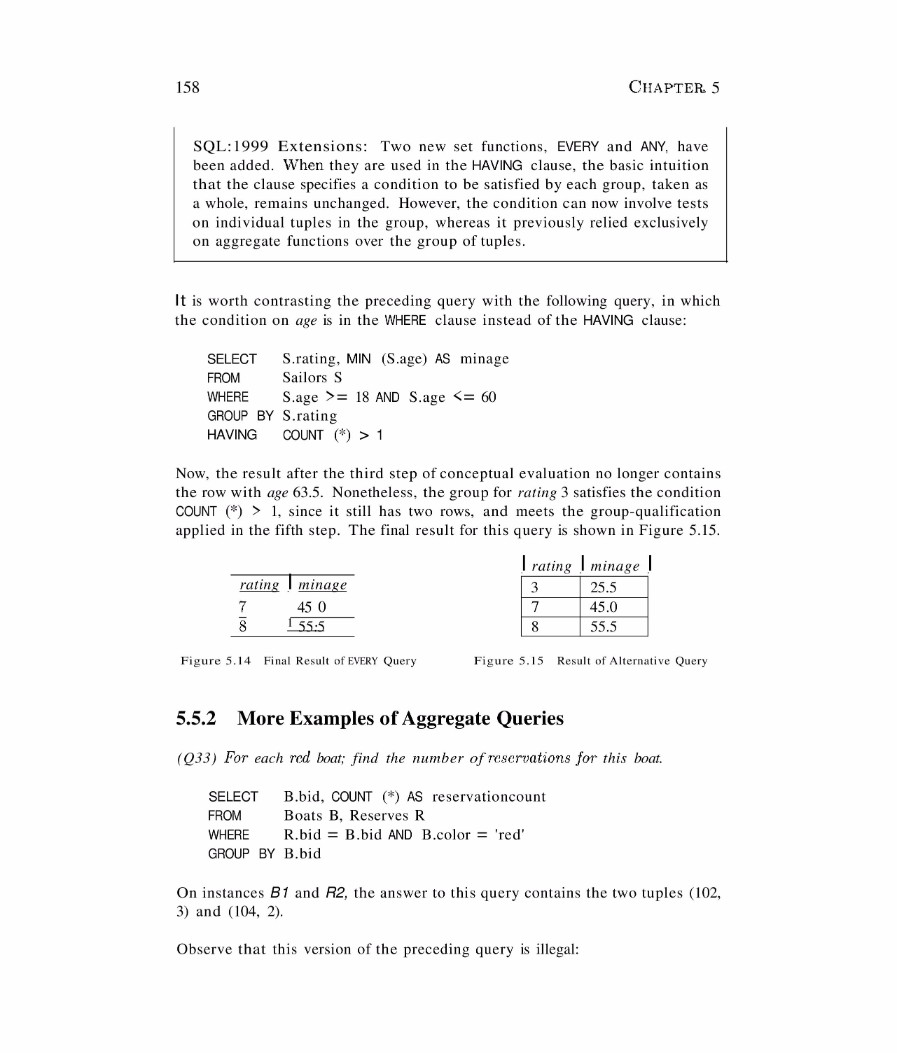 158 CHAPTER 5
SQL:1999 Extensions: Two new set functions, EVERY and ANY, have
been added. When they are used in the HAVING clause, the basic intuition
that the clause specifies a condition to be satisfied by each group, taken as
a whole, remains unchanged. However, the condition can now involve tests
on individual tuples in the group, whereas it previously relied exclusively
on aggregate functions over the group of tuples.
It is worth contrasting the preceding query with the following query, in which
the condition on age is in the WHERE clause instead of the HAVING clause:
SELECT S.rating, MIN (S.age) AS minage
FROM Sailors S
WHERE S.age >= 18 AND S.age <= 60
GROUP BY S.rating
HAVING COUNT (*) > 1
Now, the result after the third step of conceptual evaluation no longer contains
the row with age 63.5. Nonetheless, the group for rating 3 satisfies the condition
COUNT (*) > 1, since it still has two rows, and meets the group-qualification
applied in the fifth step. The final result for this query is shown in Figure 5.15.
rating minage
7 45 0
8 55.5
Figure 5.14 Final Result of EVERY Query
rating minage
3 25.5
7 45.0
8 55.5
Figure 5.15 Result of Alternative Query
5.5.2 More Examples of Aggregate Queries
(Q33) For each red boat; find the number of reservations for this boat.
SELECT B.bid, COUNT (*) AS reservationcount
FROM Boats B, Reserves R
WHERE R.bid = B.bid AND B.color = 'red'
GROUP BY B.bid
On instances B1 and R2, the answer to this query contains the two tuples (102,
3) and (104, 2).
Observe that this version of the preceding query is illegal: